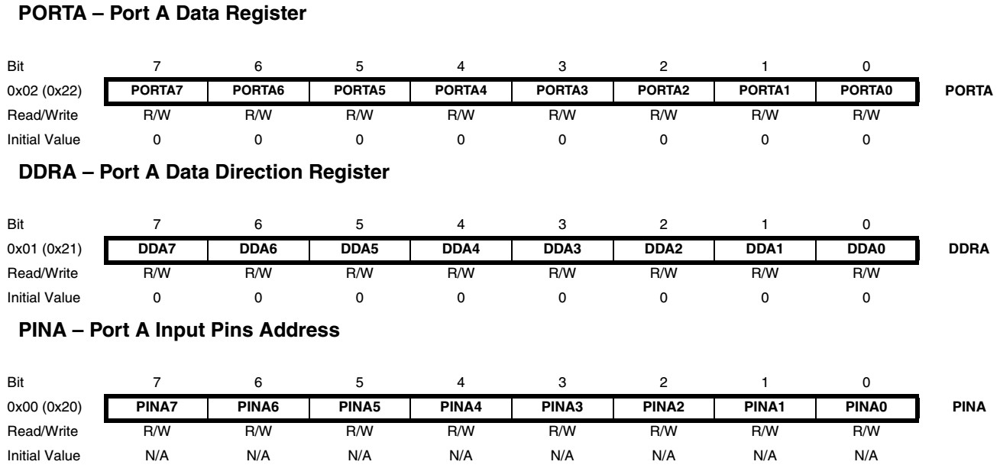 PORTA – Port A Data Register
Bit 7 6 5 4 3 2 1 0
0x02 (0x22) PORTA7 PORTA6 PORTA5 PORTA4 PORTA3 PORTA2 PORTA1 PORTA0 PORTA
Read/Write R/W R/W R/W R/W R/W R/W R/W R/W
Initial Value 0 0 0 0 0 0 0 0
DDRA – Port A Data Direction Register
Bit 7 6 5 4 3 2 1 0
0x01 (0x21) DDA7 DDA6 DDA5 DDA4 DDA3 DDA2 DDA1 DDA0 DDRA
Read/Write R/W R/W R/W R/W R/W R/W R/W R/W
Initial Value 0 0 0 0 0 0 0 0
PINA – Port A Input Pins Address
Bit 7 6 5 4 3 2 1 0
0x00 (0x20) PINA7 PINA6 PINA5 PINA4 PINA3 PINA2 PINA1 PINA0 PINA
Read/Write R/W R/W R/W R/W R/W R/W R/W R/W
Initial Value N/A N/A N/A N/A N/A N/A N/A N/A